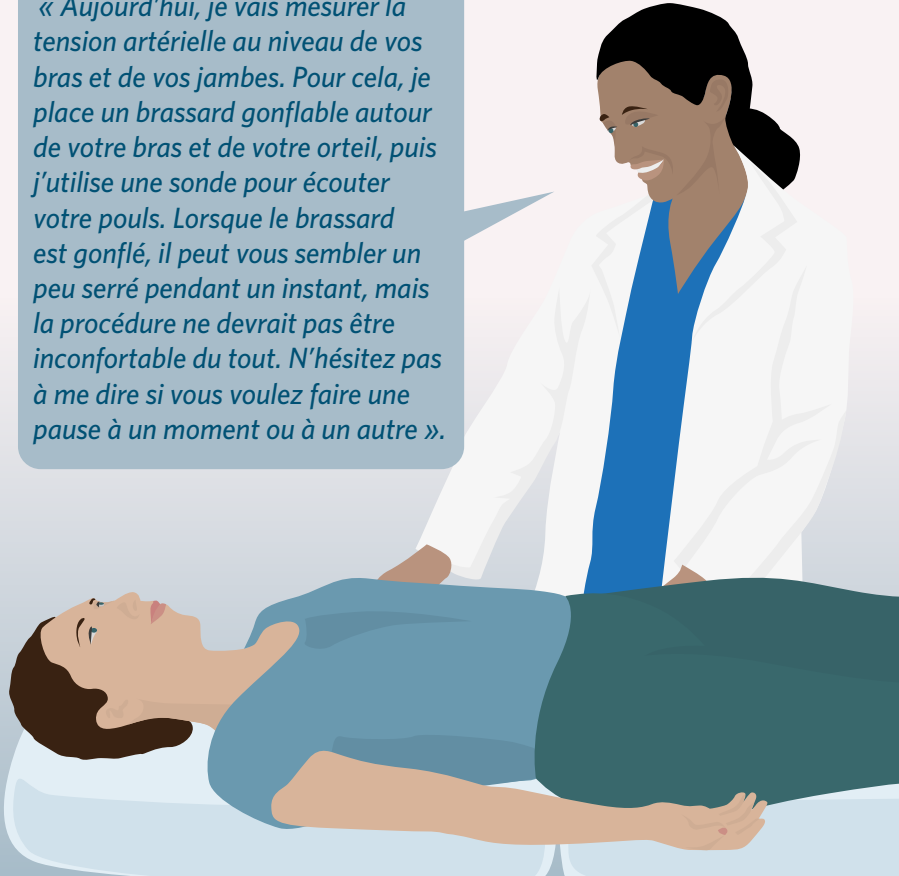 « Aujourd’hui, je vais mesurer la
tension artérielle au niveau de vos
bras et de vos jambes. Pour cela, je
place un brassard gonflable autour
de votre bras et de votre orteil, puis
j’utilise une sonde pour écouter
votre pouls. Lorsque le brassard
est gonflé, il peut vous sembler un
peu serré pendant un instant, mais
la procédure ne devrait pas être
inconfortable du tout. N’hésitez pas
à me dire si vous voulez faire une
pause à un moment ou à un autre ».